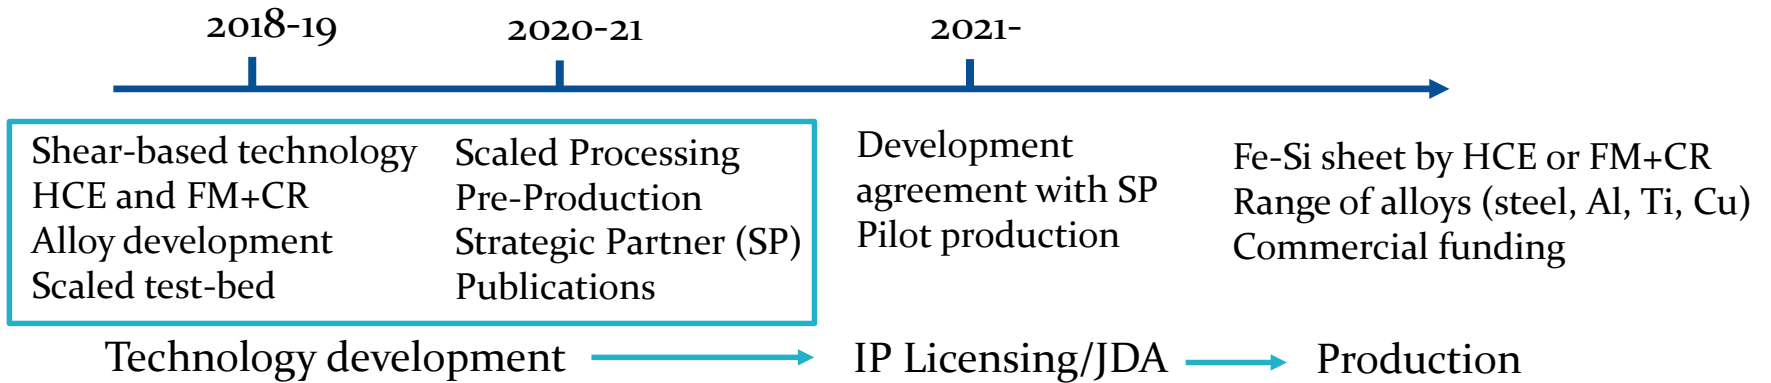 2018-19
2020-21
2021-
Shear-based technology
HCE and FM+CR
Alloy development
Scaled test-bed
Scaled Processing
Pre-Production
Strategic Partner (SP)
Publications
Development
agreement with SP
Pilot production
Fe-Si sheet by HCE or FM+CR
Range of alloys (steel, Al, Ti, Cu)
Commercial funding
Technology development
IP Licensing/JDA
Production